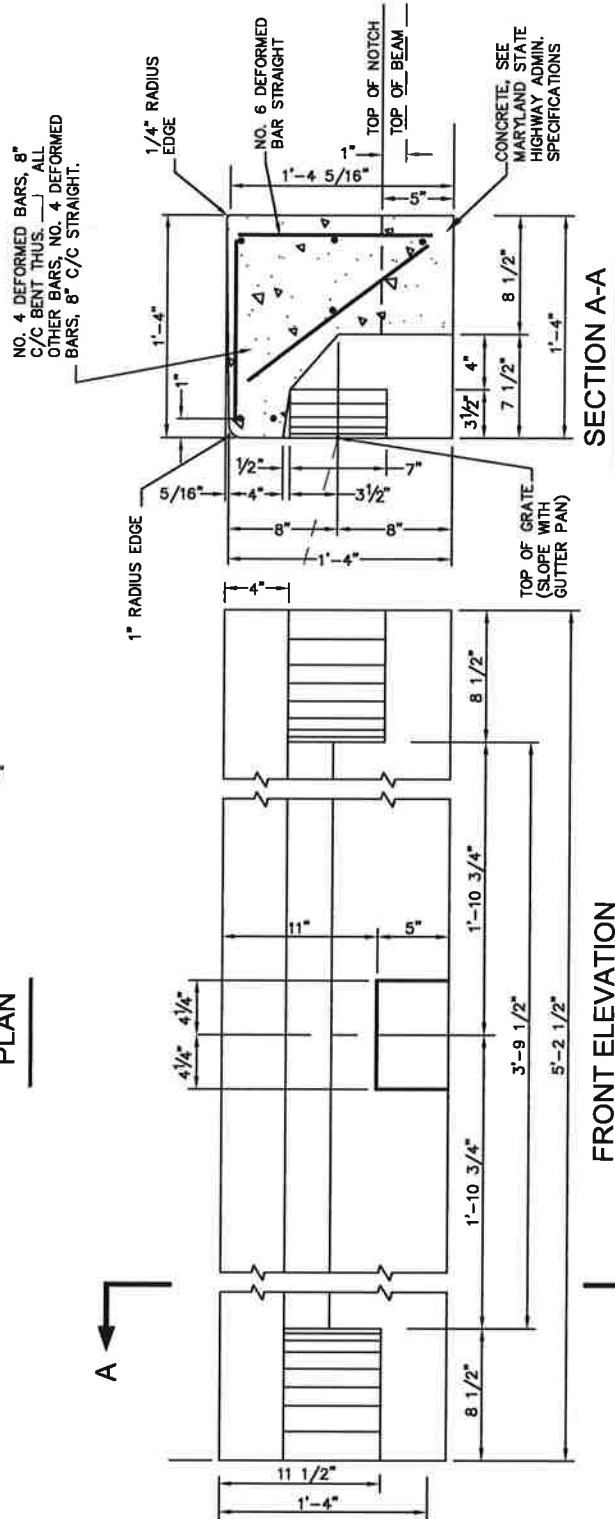 PLAN
A
4"
11"
5"
4¼"
4¼"
11 1/2"
1'-4"
8 1/2"
1'-10 3/4"
1'-10 3/4"
8 1/2"
3'-9 1/2"
5'-2 1/2"
FRONT ELEVATION
NO. 4 DEFORMED BARS, 8"
C/C BENT THUS. ALL
OTHER BARS, NO. 4 DEFORMED
BARS, 8" C/C STRAIGHT.
1/4" RADIUS
EDGE
NO. 6 DEFORMED
BAR STRAIGHT
1" RADIUS EDGE
1'-4"
1"
1'-4 5/16"
1"
TOP OF NOTCH
TOP OF BEAM
5"
5/16"
4"
1/2"
3½"
7"
8"
8"
1'-4"
CONCRETE, SEE
MARYLAND STATE
HIGHWAY ADMIN.
SPECIFICATIONS
TOP OF GRATE
(SLOPE WITH
GUTTER PAN)
3½"
4"
7 1/2"
8 1/2"
1'-4"
SECTION A-A